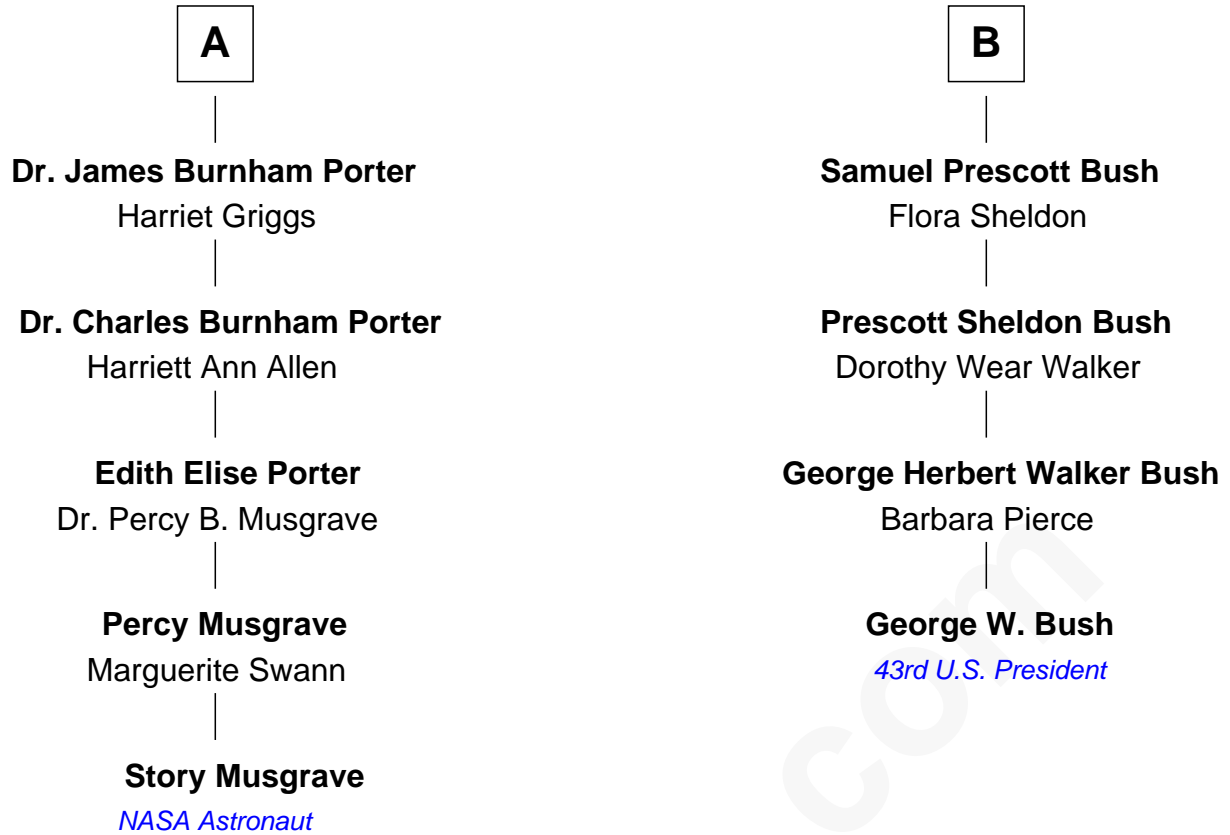 A
Dr. James Burnham Porter
Harriet Griggs
Dr. Charles Burnham Porter
Harriett Ann Allen
Edith Elise Porter
Dr. Percy B. Musgrave
Percy Musgrave
Marguerite Swann
Story Musgrave
NASA Astronaut
B
Samuel Prescott Bush
Flora Sheldon
Prescott Sheldon Bush
Dorothy Wear Walker
George Herbert Walker Bush
Barbara Pierce
George W. Bush
43rd U.S. President
com